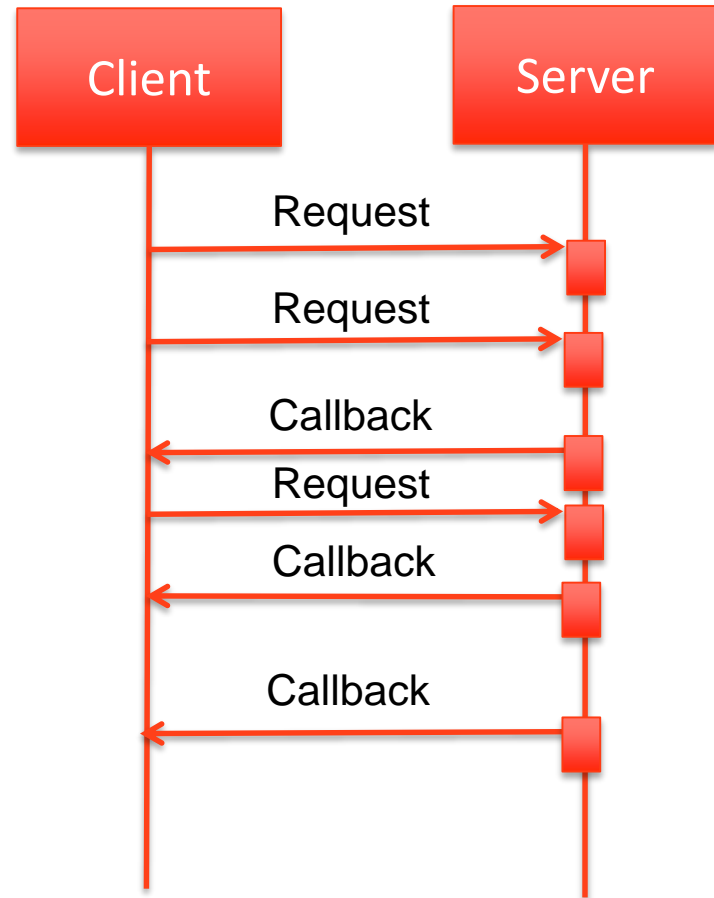 Client
Server
Request
Request
Callback
Request
Callback
Callback